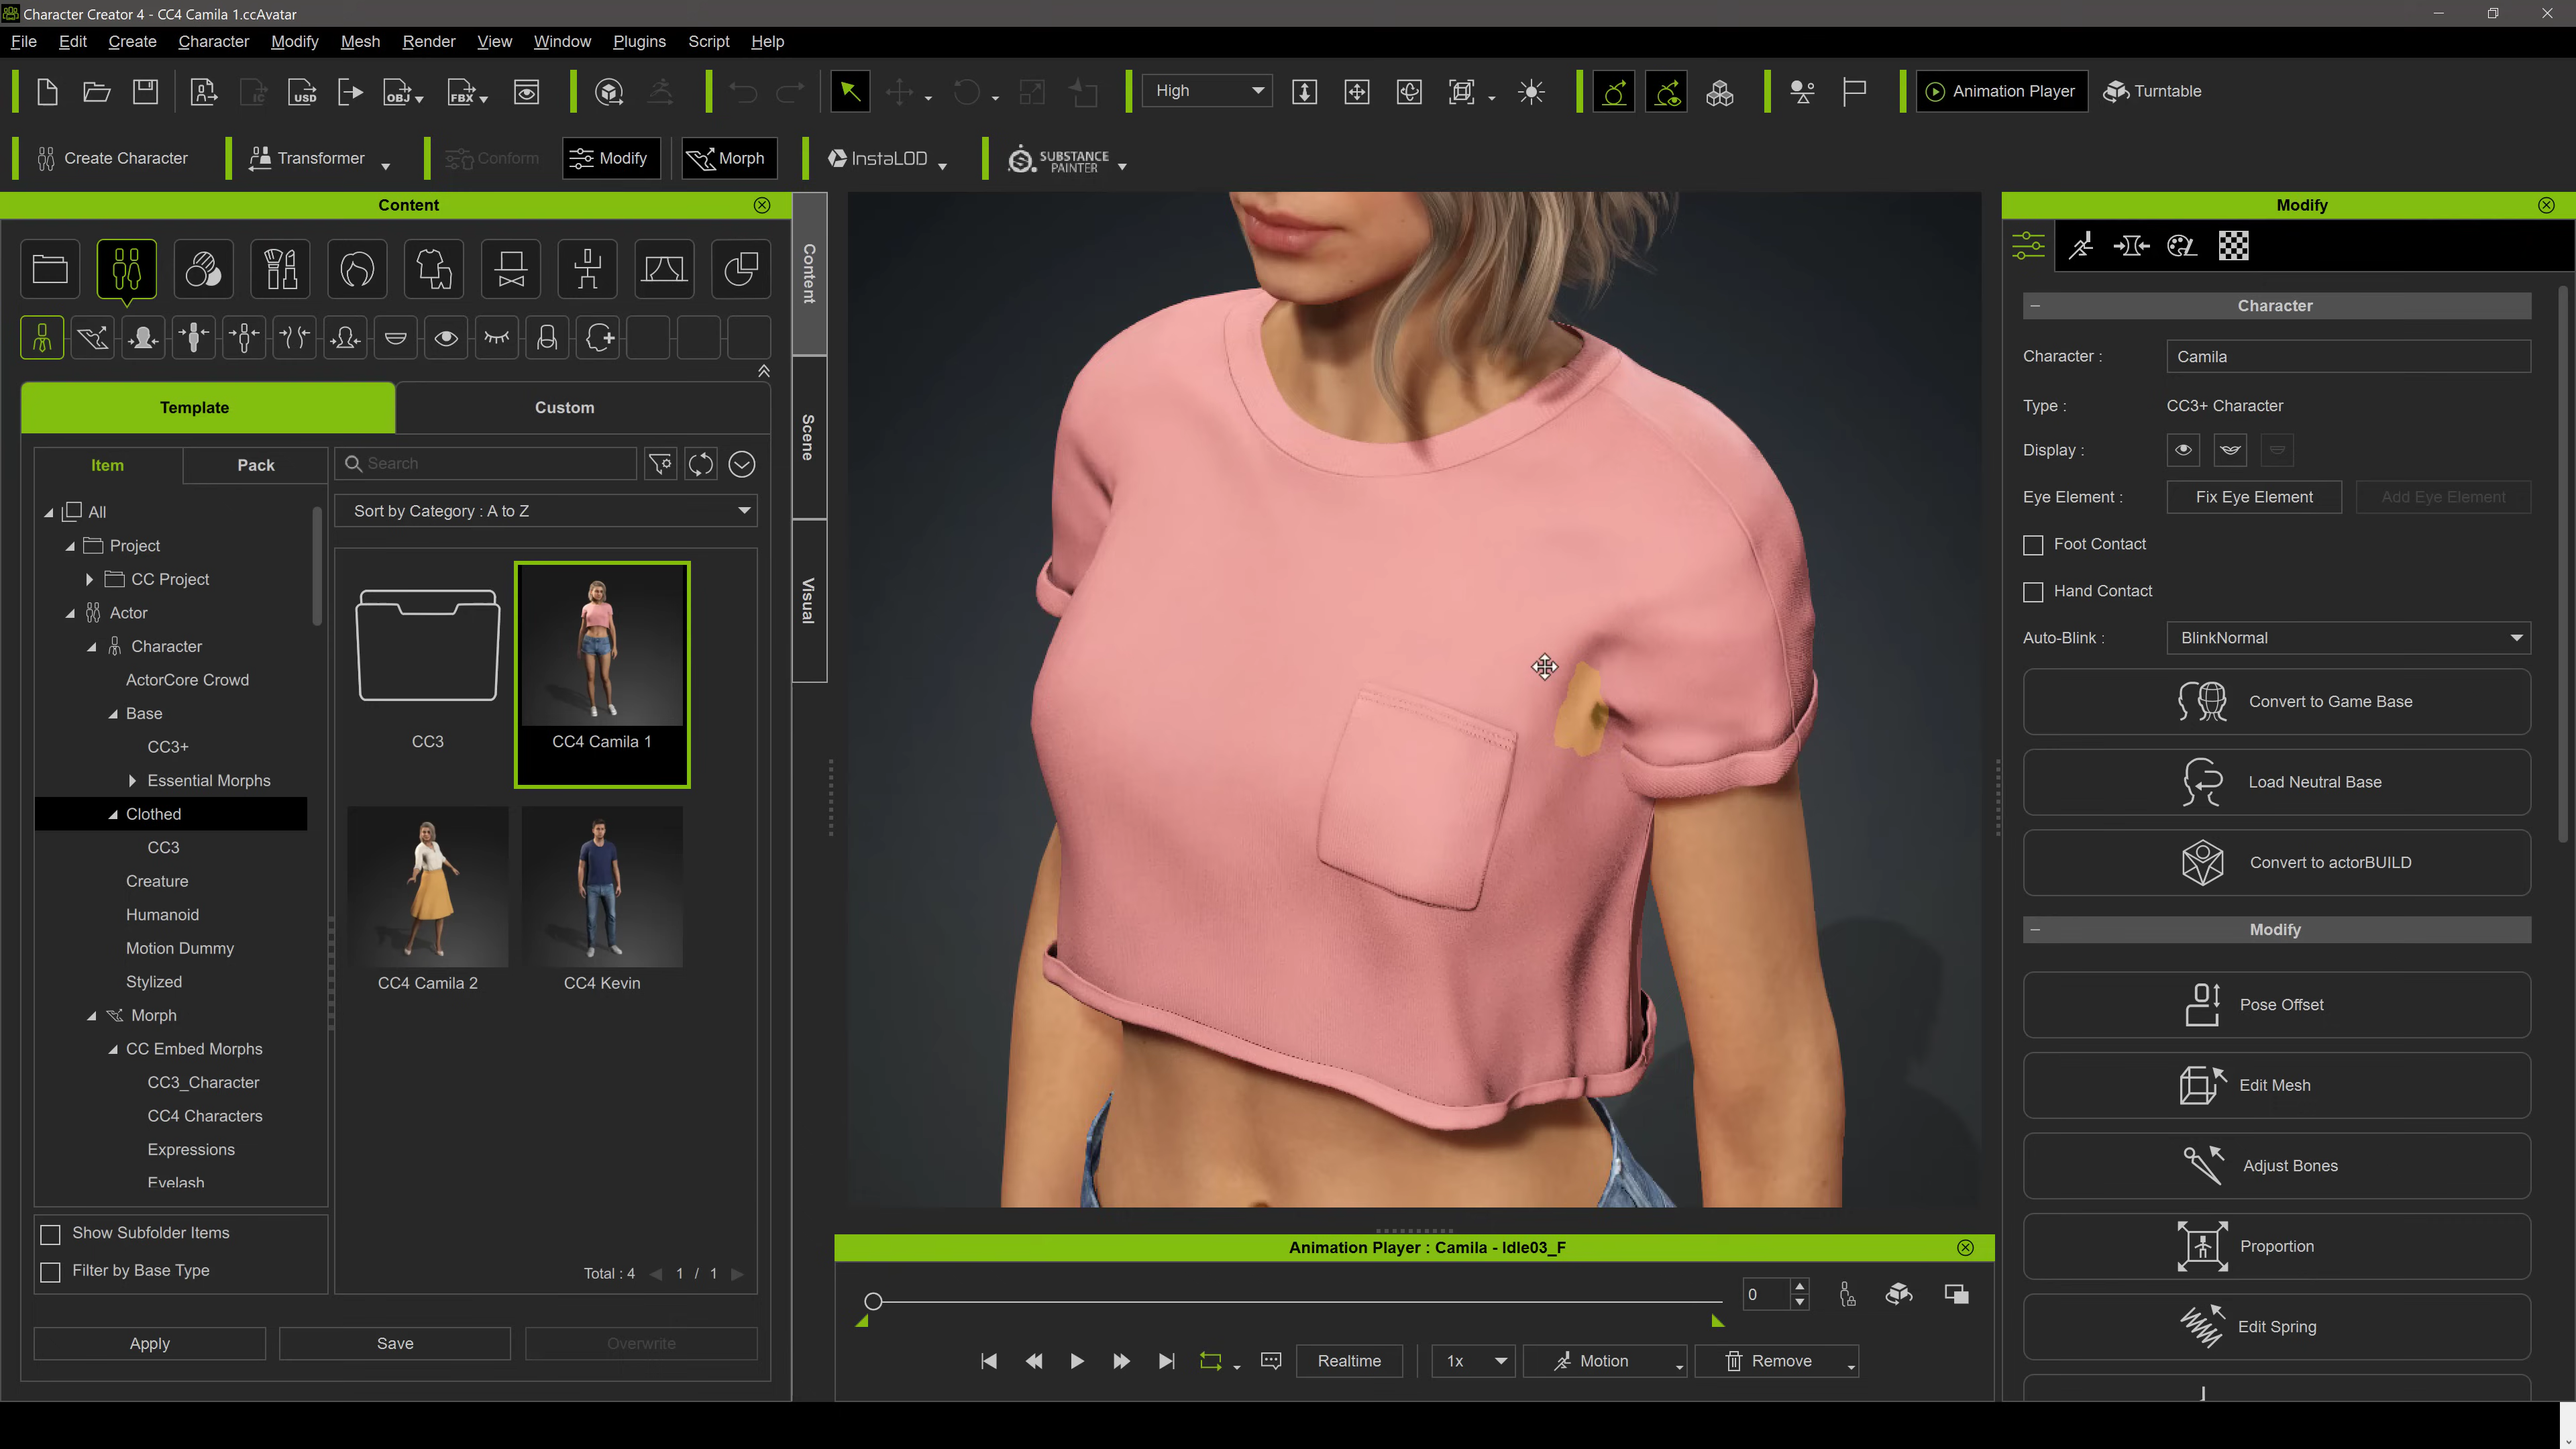 Character Creator 4 - CC4 Camila 1.ccAvatar
File Edit Create Character Modify Mesh Render View Window Plugins Script Help
IC USD OBJ FBX High Animation Player Turntable
Create Character Transformer Conform Modify Morph InstaLOD SUBSTANCE PAINTER
Content
Template Custom
Item Pack
Search
Sort by Category : A to Z
All
Project
CC Project
Actor
Character
ActorCore Crowd
Base
CC3+
Essential Morphs
Clothed
CC3
Creature
Humanoid
Motion Dummy
Stylized
Morph
CC Embed Morphs
CC3_Character
CC4 Characters
Expressions
Eyelash
CC3
CC4 Camila 1
CC4 Camila 2
CC4 Kevin
Show Subfolder Items
Filter by Base Type
Total : 4 1 / 1
Apply Save Overwrite
Content
Scene
Visual
Animation Player : Camila - Idle03_F
0
Realtime 1x Motion Remove
Modify
Character
Character : Camila
Type : CC3+ Character
Display :
Eye Element : Fix Eye Element Add Eye Element
Foot Contact
Hand Contact
Auto-Blink : BlinkNormal
Convert to Game Base
Load Neutral Base
Convert to actorBUILD
Modify
Pose Offset
Edit Mesh
Adjust Bones
Proportion
Edit Spring